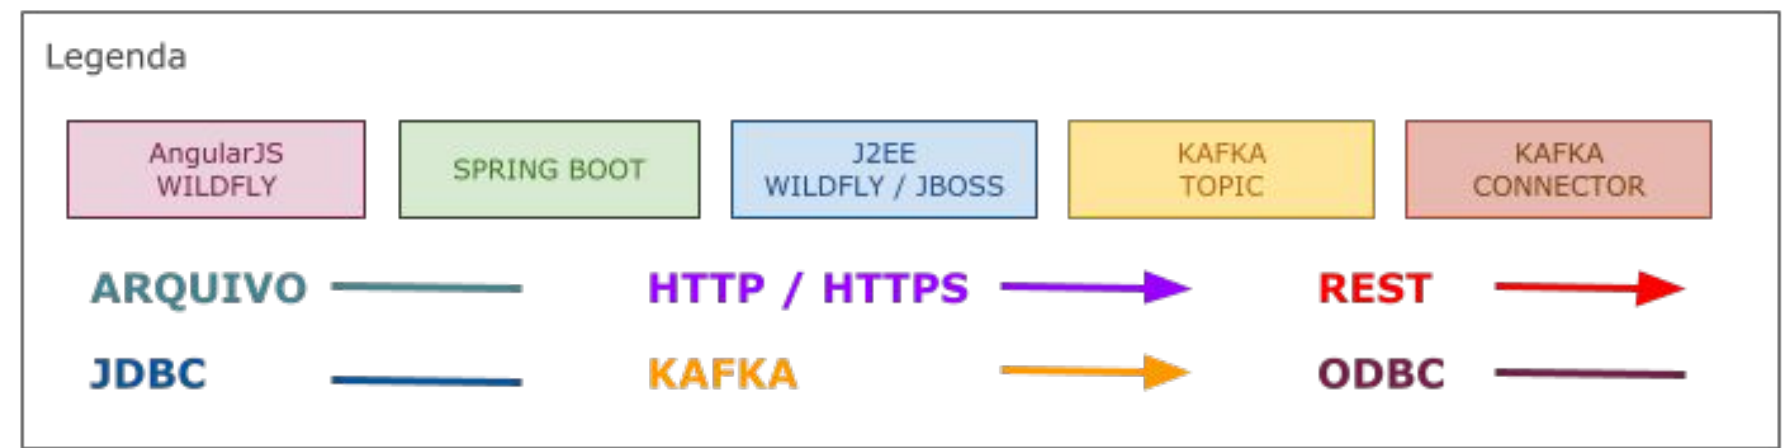 Legenda
AngularJS
WILDFLY
SPRING BOOT
J2EE
WILDFLY / JBOSS
KAFKA
TOPIC
KAFKA
CONNECTOR
ARQUIVO
HTTP / HTTPS
REST
JDBC
KAFKA
ODBC